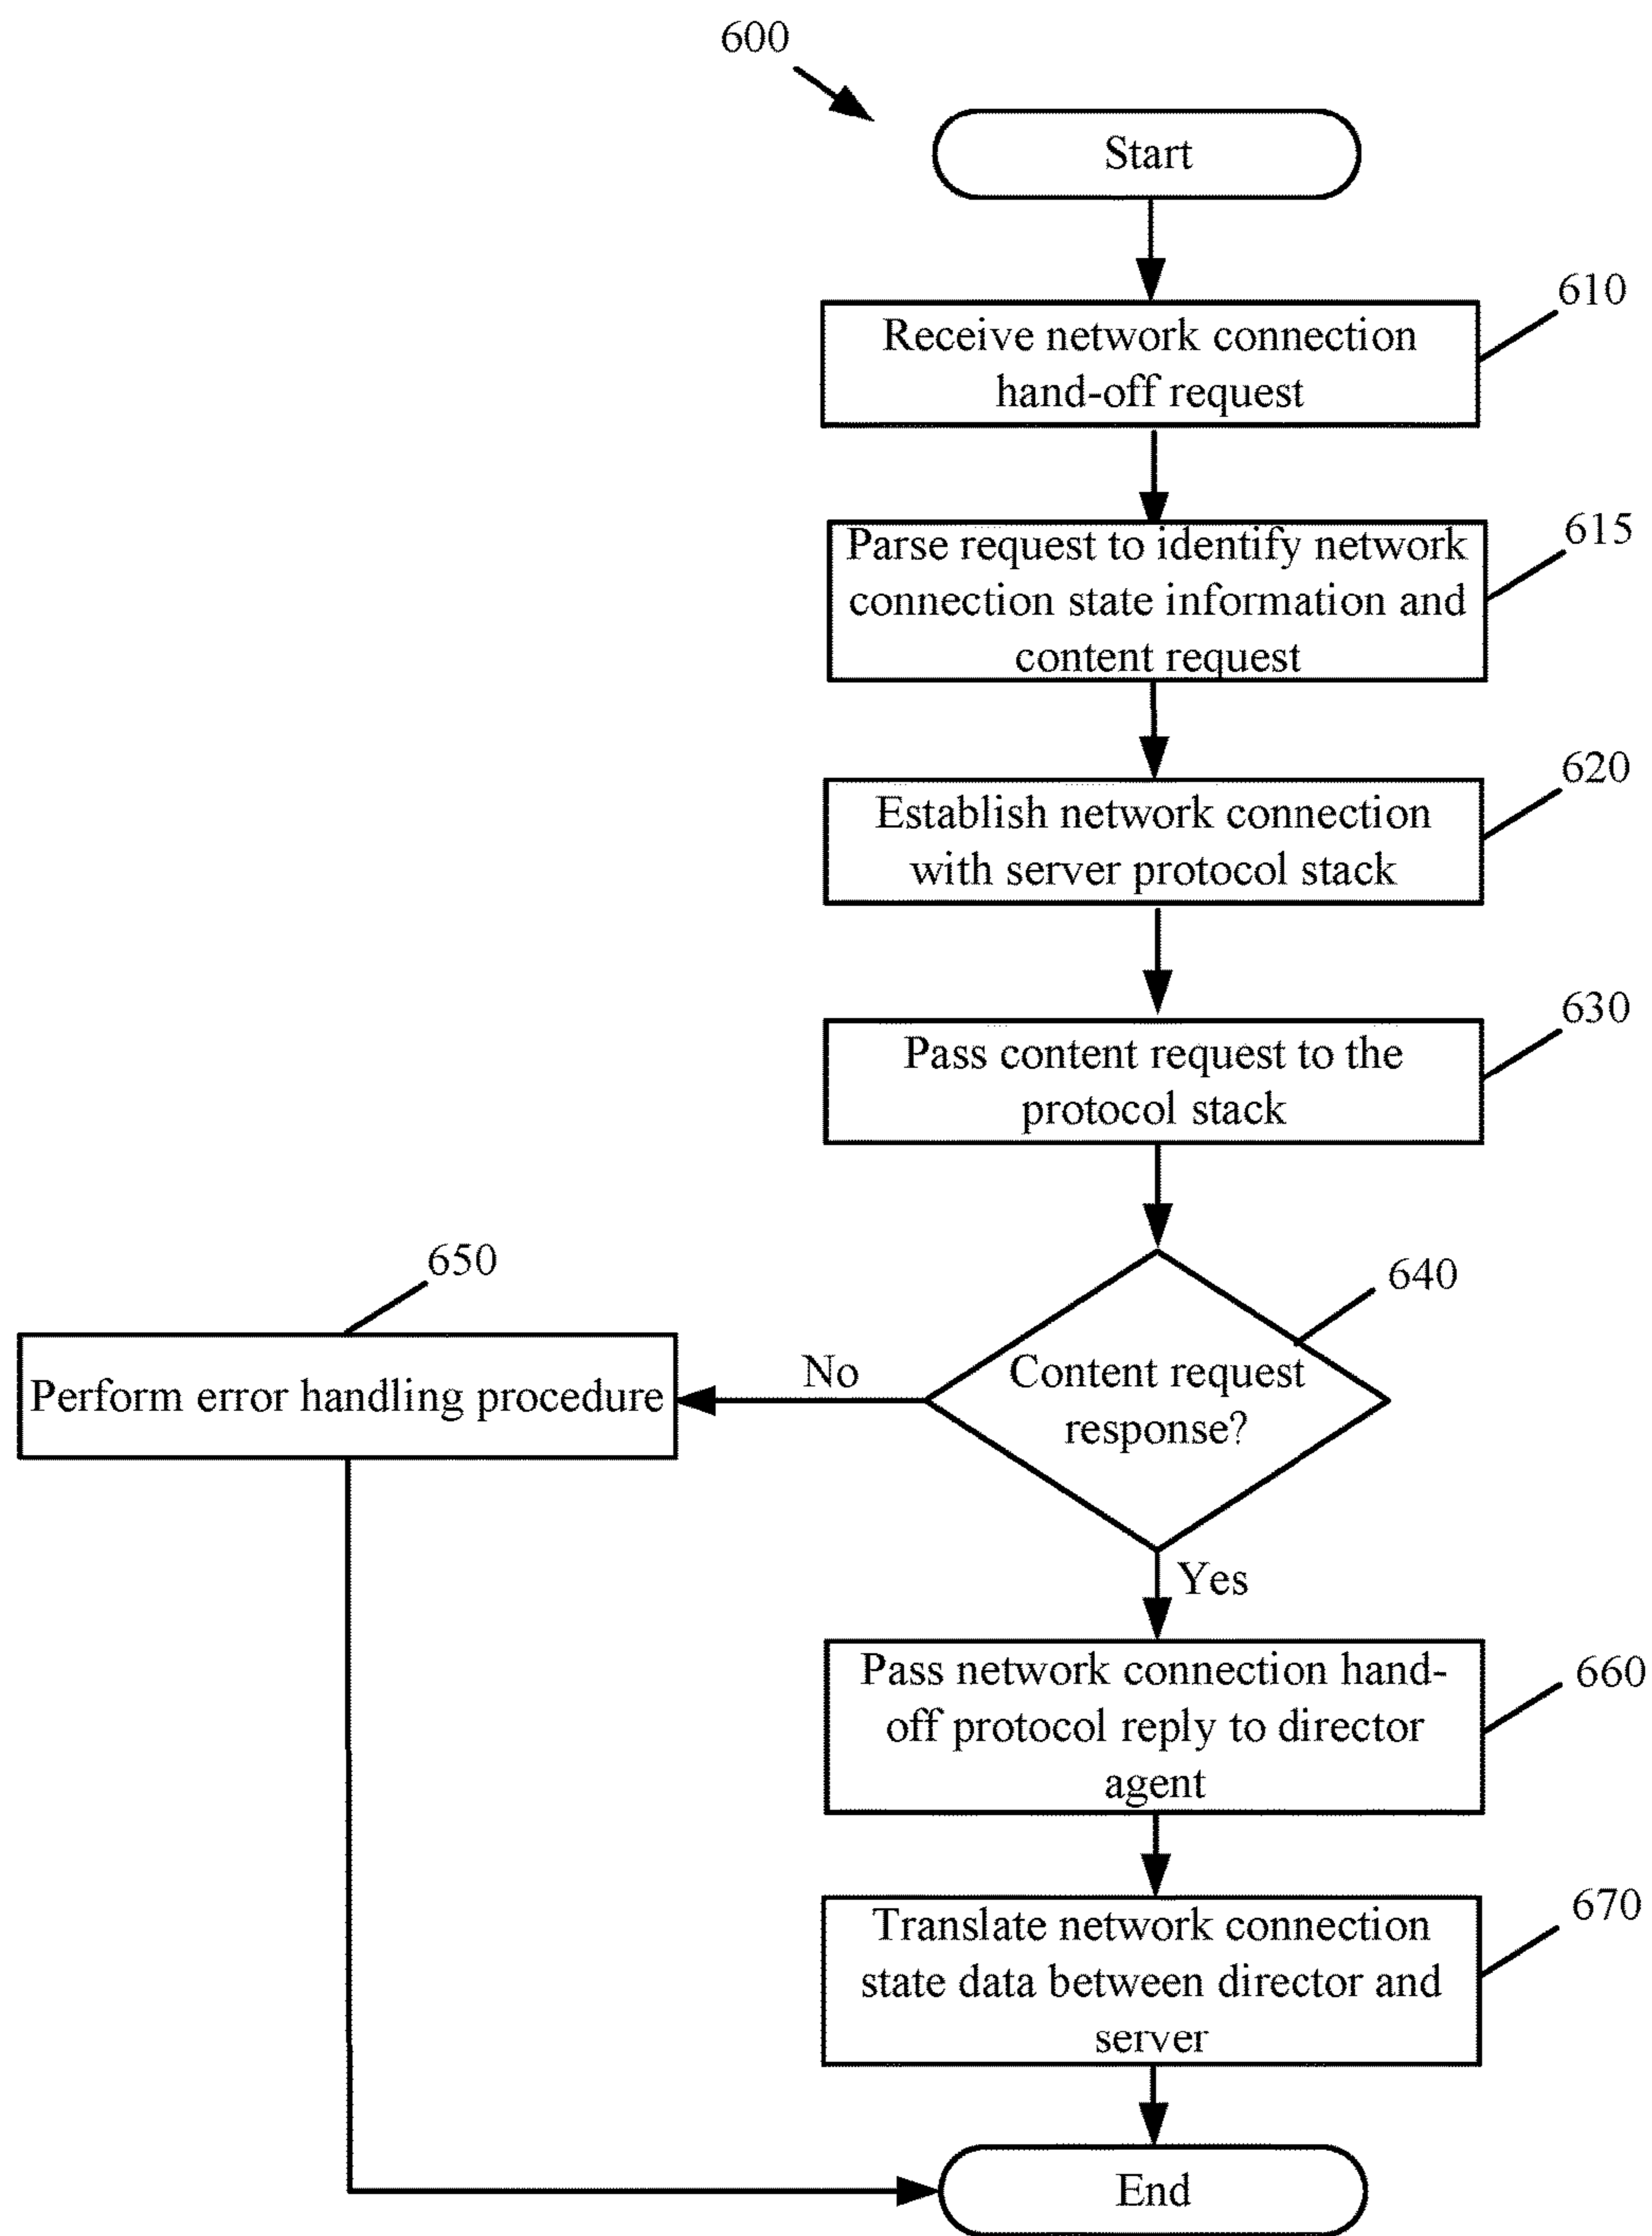 600
Start
610
Receive network connection
hand-off request
615
Parse request to identify network
connection state information and
content request
620
Establish network connection
with server protocol stack
630
Pass content request to the
protocol stack
640
Content request
response?
No
650
Perform error handling procedure
Yes
660
Pass network connection hand-
off protocol reply to director
agent
670
Translate network connection
state data between director and
server
End